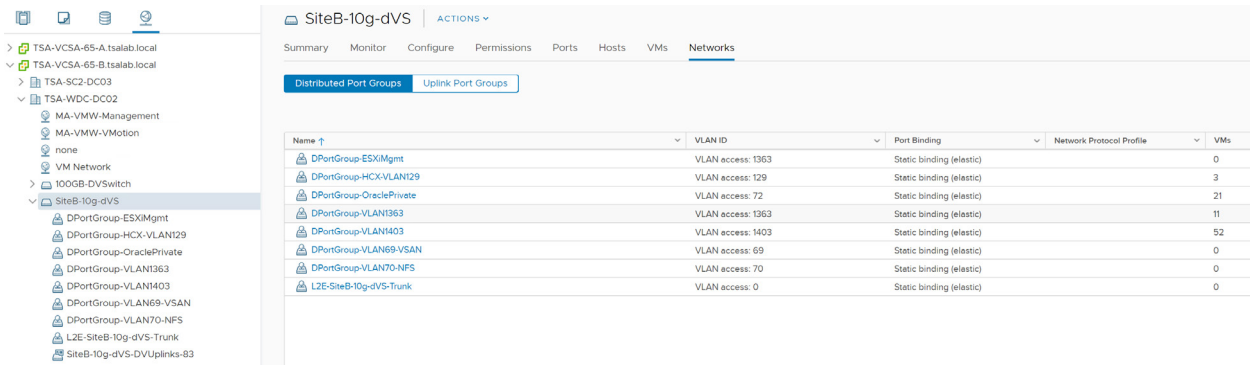 SiteB-10g-dVS ACTIONS
TSA-VCSA-65-A.tsalab.local
TSA-VCSA-65-B.tsalab.local
TSA-SC2-DC03
TSA-WDC-DC02
MA-VMW-Management
MA-VMW-VMotion
none
VM Network
100GB-DVSwitch
SiteB-10g-dVS
DPortGroup-ESXiMgmt
DPortGroup-HCX-VLAN129
DPortGroup-OraclePrivate
DPortGroup-VLAN1363
DPortGroup-VLAN1403
DPortGroup-VLAN69-VSAN
DPortGroup-VLAN70-NFS
L2E-SiteB-10g-dVS-Trunk
SiteB-10g-dVS-DVUplinks-83
Summary Monitor Configure Permissions Ports Hosts VMs Networks
Distributed Port Groups Uplink Port Groups
Name ↑ VLAN ID Port Binding Network Protocol Profile VMs
DPortGroup-ESXiMgmt VLAN access: 1363 Static binding (elastic) 0
DPortGroup-HCX-VLAN129 VLAN access: 129 Static binding (elastic) 3
DPortGroup-OraclePrivate VLAN access: 72 Static binding (elastic) 21
DPortGroup-VLAN1363 VLAN access: 1363 Static binding (elastic) 11
DPortGroup-VLAN1403 VLAN access: 1403 Static binding (elastic) 52
DPortGroup-VLAN69-VSAN VLAN access: 69 Static binding (elastic) 0
DPortGroup-VLAN70-NFS VLAN access: 70 Static binding (elastic) 0
L2E-SiteB-10g-dVS-Trunk VLAN access: 0 Static binding (elastic) 0